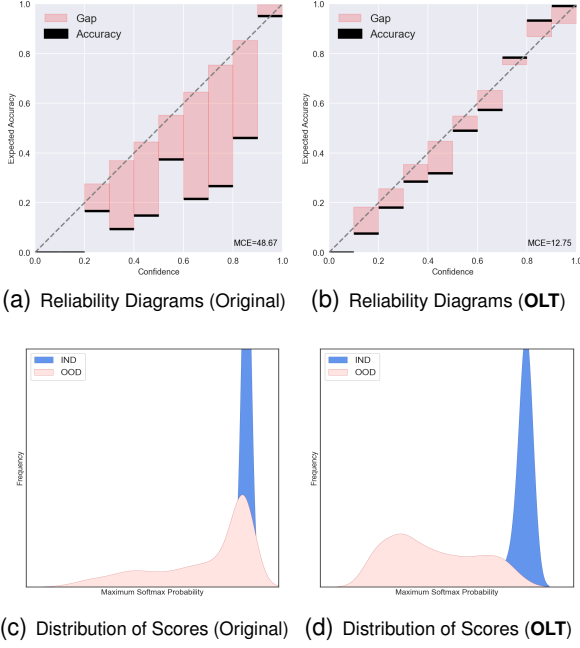 1.0
0.8
0.6
0.4
0.2
0.0
Expected Accuracy
Gap
Accuracy
MCE=48.67
0.0 0.2 0.4 0.6 0.8 1.0
Confidence
(a) Reliability Diagrams (Original)
1.0
0.8
0.6
0.4
0.2
0.0
Expected Accuracy
Gap
Accuracy
MCE=12.75
0.0 0.2 0.4 0.6 0.8 1.0
Confidence
(b) Reliability Diagrams (OLT)
Frequency
IND
OOD
Maximum Softmax Probability
(c) Distribution of Scores (Original)
Frequency
IND
OOD
Maximum Softmax Probability
(d) Distribution of Scores (OLT)